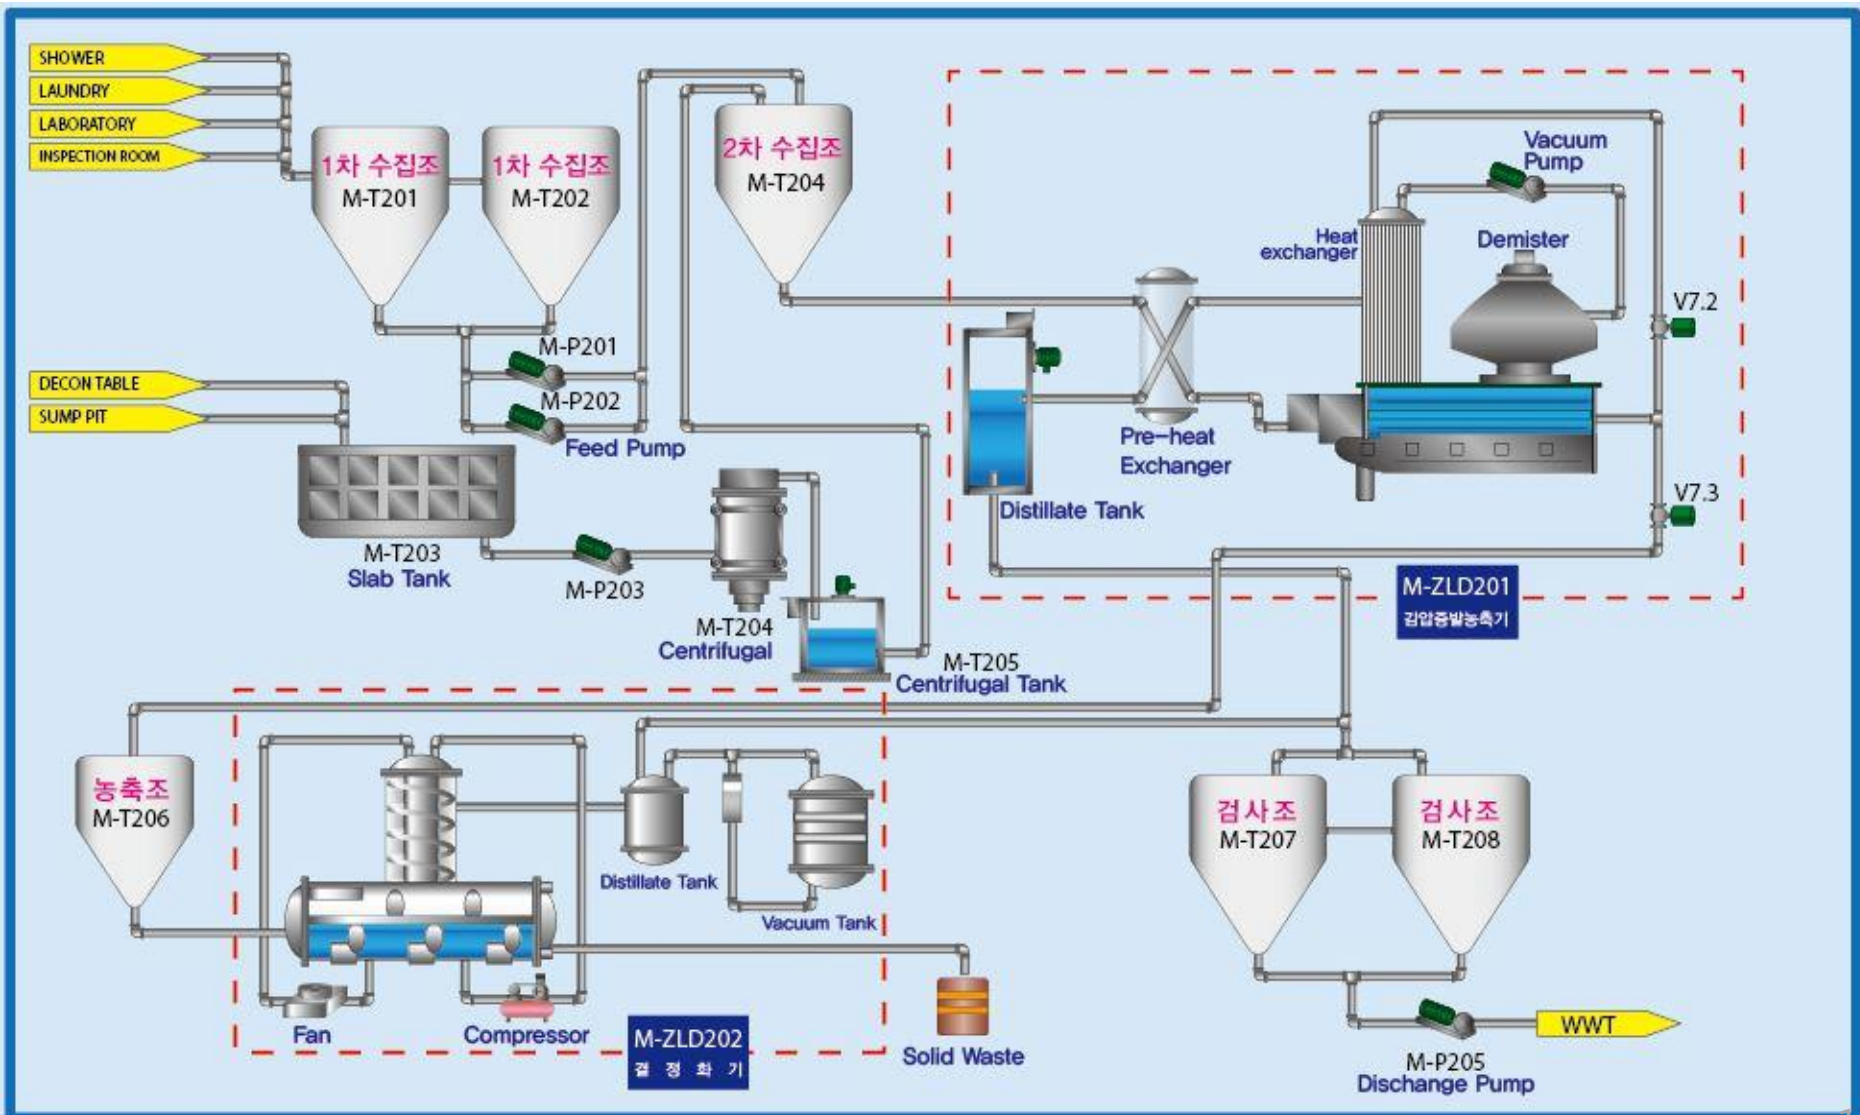 SHOWER
LAUNDRY
LABORATORY
INSPECTION ROOM
1차 수집조
M-T201
1차 수집조
M-T202
2차 수집조
M-T204
Vacuum
Pump
Heat
exchanger
Demister
V7.2
M-P201
M-P202
Feed Pump
DECON TABLE
SUMP PIT
Pre-heat
Exchanger
Distillate Tank
V7.3
M-T203
Slab Tank
M-P203
M-T204
Centrifugal
M-T205
Centrifugal Tank
M-ZLD201
감압증발농축기
농축조
M-T206
Distillate Tank
Vacuum Tank
검사조
M-T207
검사조
M-T208
Fan
Compressor
M-ZLD202
결 정 화 기
Solid Waste
WWT
M-P205
Dischange Pump